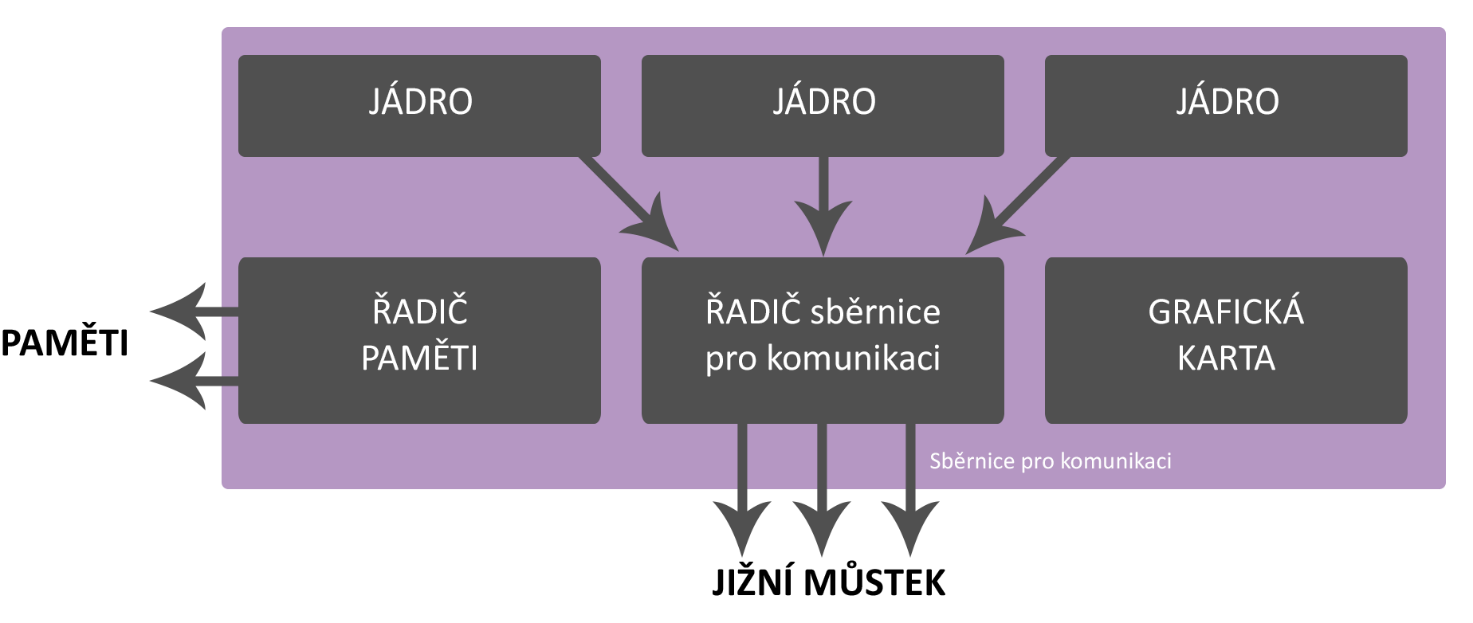 JÁDRO
JÁDRO
JÁDRO
PAMĚTI
ŘADIČ
PAMĚTI
ŘADIČ sběrnice
pro komunikaci
GRAFICKÁ
KARTA
Sběrnice pro komunikaci
JIŽNÍ MŮSTEK